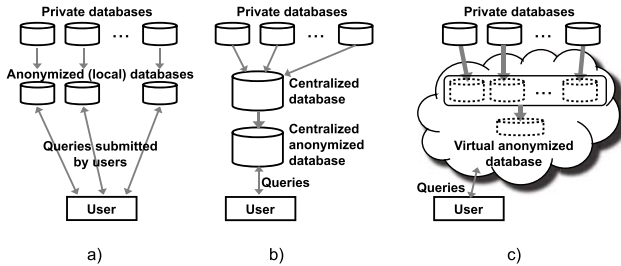 Private databases
...
Anonymized (local) databases
Queries submitted
by users
User
a)
Private databases
...
Centralized
database
Centralized
anonymized
database
Queries
User
b)
Private databases
...
...
Virtual anonymized
database
Queries
User
c)